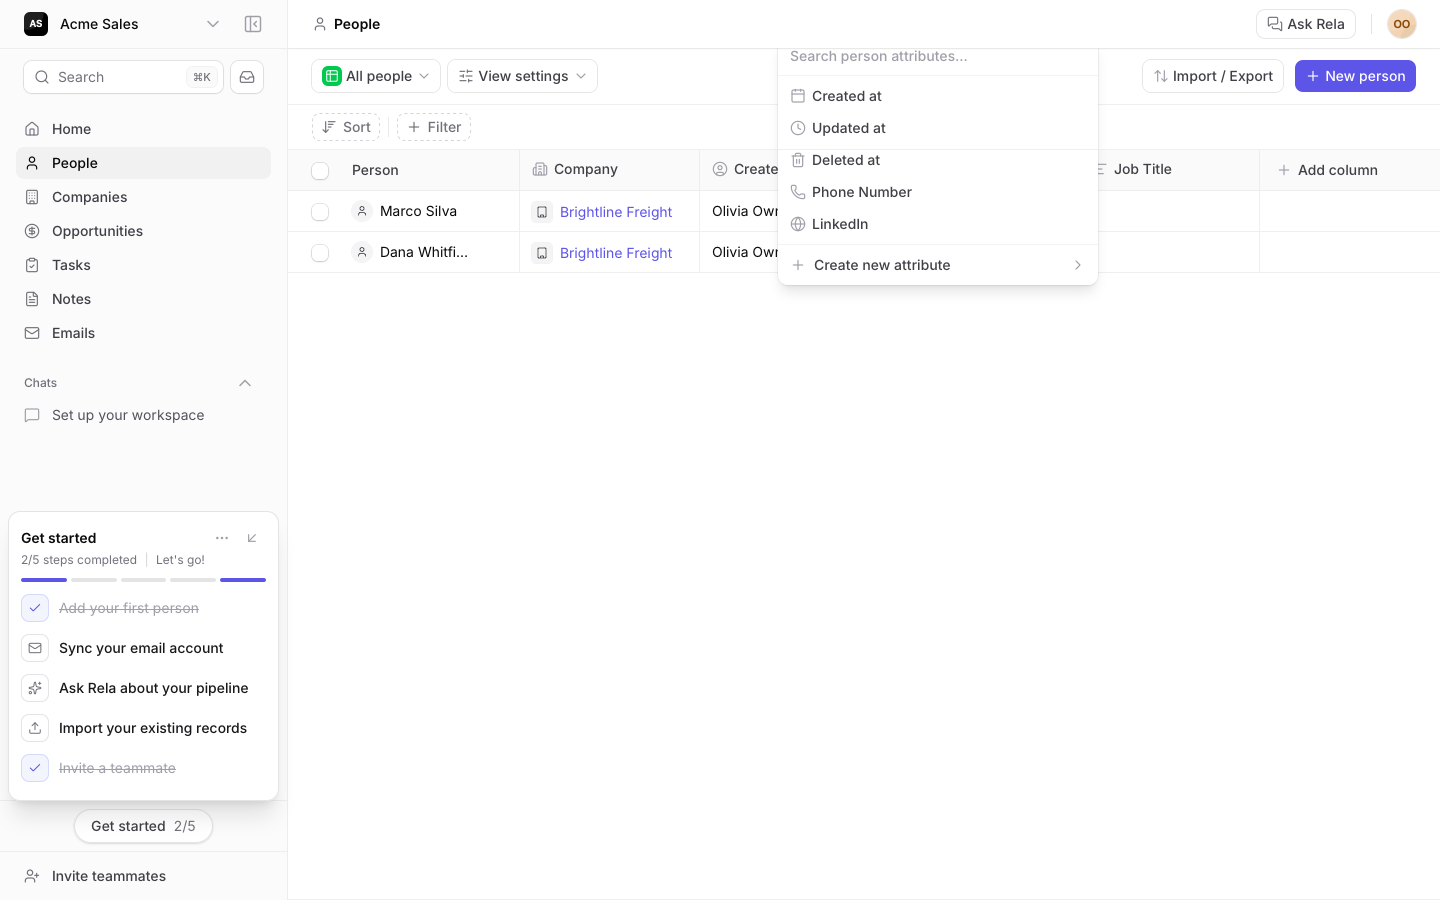 AS Acme Sales
Search ⌘K
Home
People
Companies
Opportunities
Tasks
Notes
Emails
Chats
Set up your workspace
Get started
2/5 steps completed Let's go!
Add your first person
Sync your email account
Ask Rela about your pipeline
Import your existing records
Invite a teammate
Get started 2/5
Invite teammates
People
Ask Rela
OO
All people
View settings
Import / Export
New person
Sort
Filter
Person Company Create Job Title Add column
Marco Silva Brightline Freight Olivia Own
Dana Whitfi... Brightline Freight Olivia Own
Search person attributes...
Created at
Updated at
Deleted at
Phone Number
LinkedIn
Create new attribute